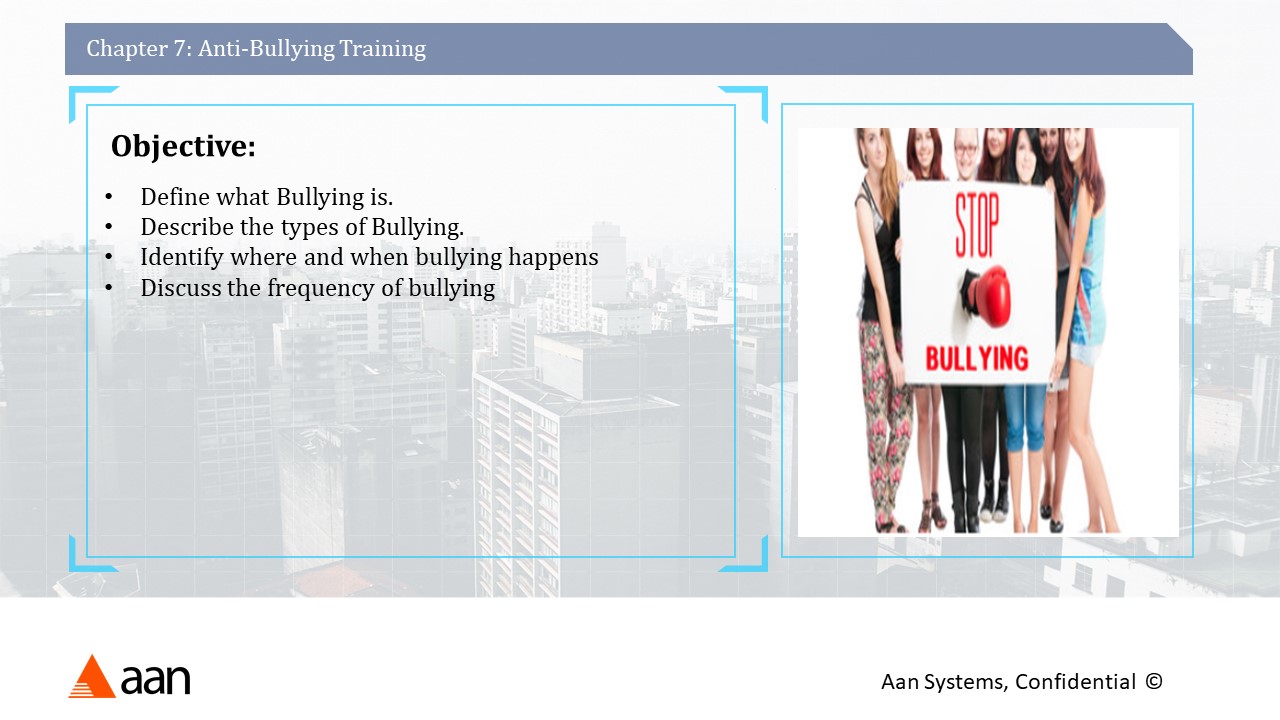 Chapter 7: Anti-Bullying Training
Objective:
• Define what Bullying is.
• Describe the types of Bullying.
• Identify where and when bullying happens
• Discuss the frequency of bullying
STOP
BULLYING
aan
Aan Systems, Confidential ©